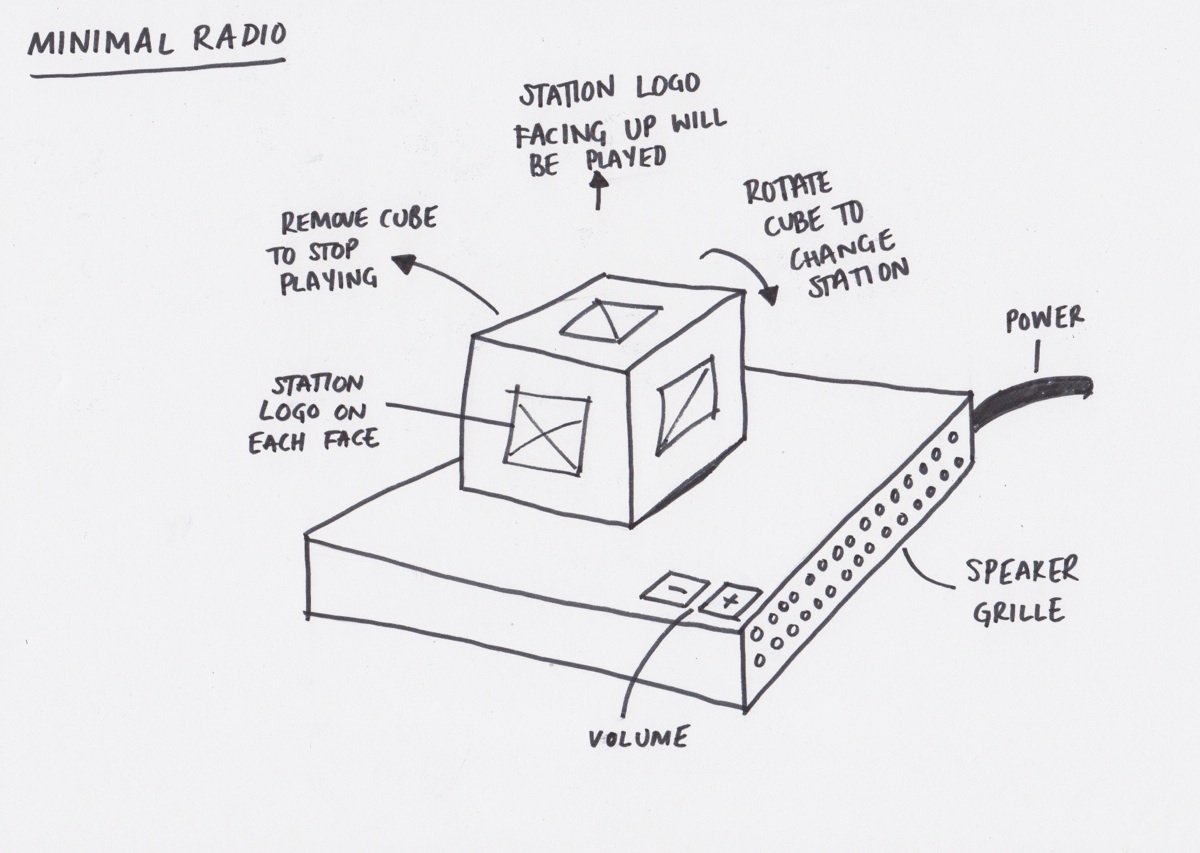 MINIMAL RADIO
STATION LOGO
FACING UP WILL
BE PLAYED
ROTATE
CUBE TO
CHANGE
STATION
REMOVE CUBE
TO STOP
PLAYING
POWER
STATION
LOGO ON
EACH FACE
- +
SPEAKER
GRILLE
VOLUME